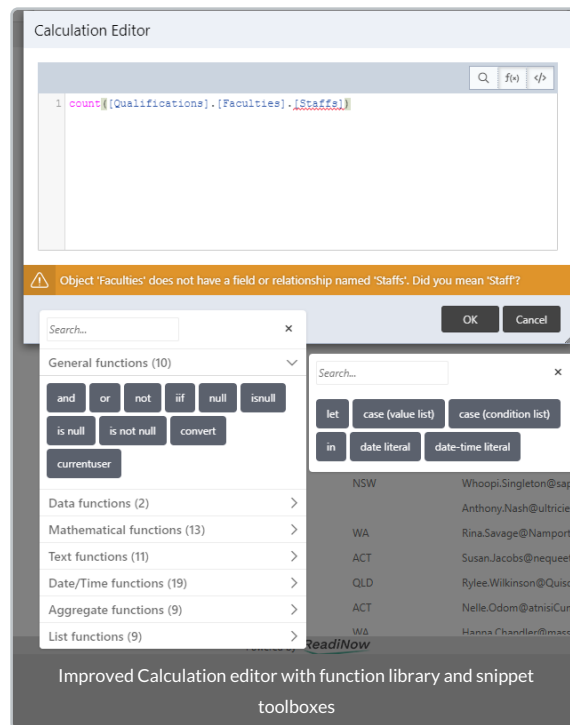 Calculation Editor
f(x) </>
1 count([Qualifications].[Faculties].[Staffs])
Object 'Faculties' does not have a field or relationship named 'Staffs'. Did you mean 'Staff'?
OK Cancel
Search... ×
General functions (10)
and or not iif null isnull
is null is not null convert
currentuser
Data functions (2)
Mathematical functions (13)
Text functions (11)
Date/Time functions (19)
Aggregate functions (9)
List functions (9)
Search... ×
let case (value list) case (condition list)
in date literal date-time literal
NSW Whoopi.Singleton@sap
Anthony.Nash@ultricie
WA Rina.Savage@Namport
ACT Susan.Jacobs@nequeet
QLD Rylee.Wilkinson@Quisc
ACT Nelle.Odom@atnisiCur
WA Hanna.Chandler@mass
Powered by ReadiNow
Improved Calculation editor with function library and snippet
toolboxes